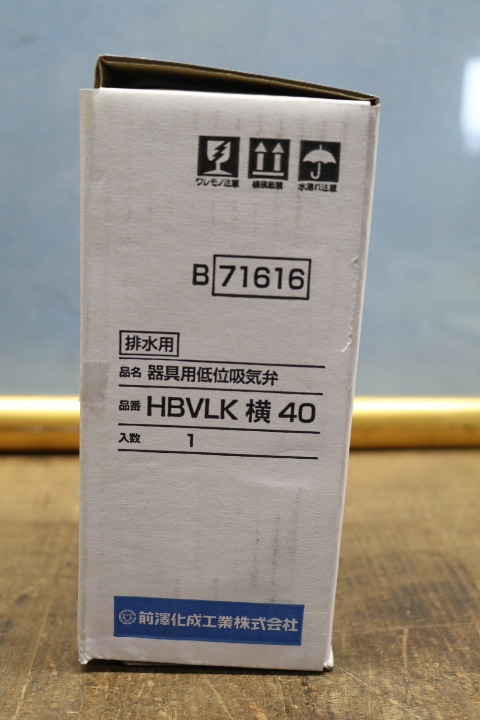 ワレモノ注意 横積厳禁 水濡れ注意
B 71616
排水用
品名 器具用低位吸気弁
品番 HBVLK 横 40
入数 1
前澤化成工業株式会社